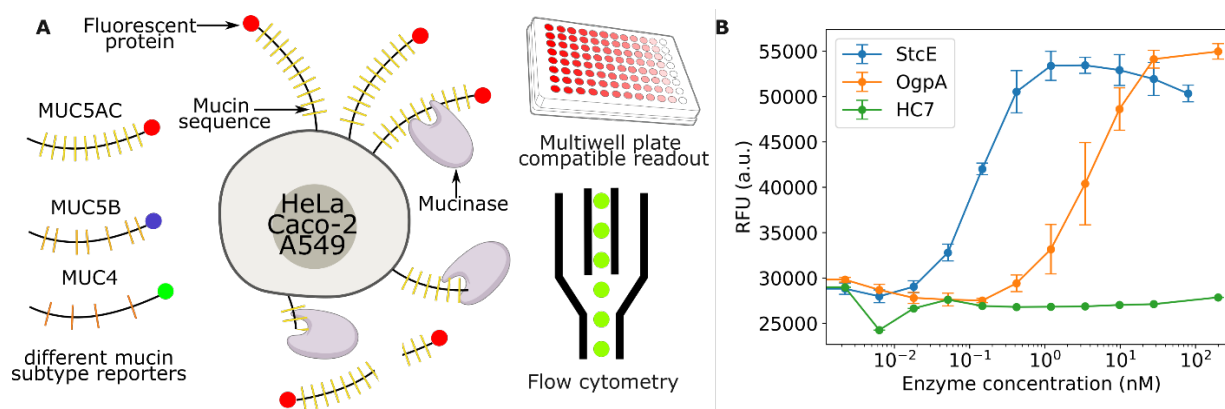 A
Fluorescent
protein
Mucin
sequence
MUC5AC
MUC5B
MUC4
different mucin
subtype reporters
HeLa
Caco-2
A549
Mucinase
Multiwell plate
compatible readout
Flow cytometry
B
StcE
OgpA
HC7
RFU (a.u.)
55000
50000
45000
40000
35000
30000
25000
10⁻² 10⁻¹ 10⁰ 10¹ 10²
Enzyme concentration (nM)